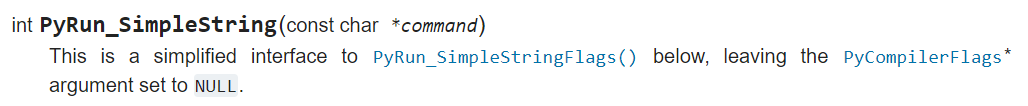 int PyRun_SimpleString(const char *command)
This is a simplified interface to PyRun_SimpleStringFlags() below, leaving the PyCompilerFlags*
argument set to NULL.